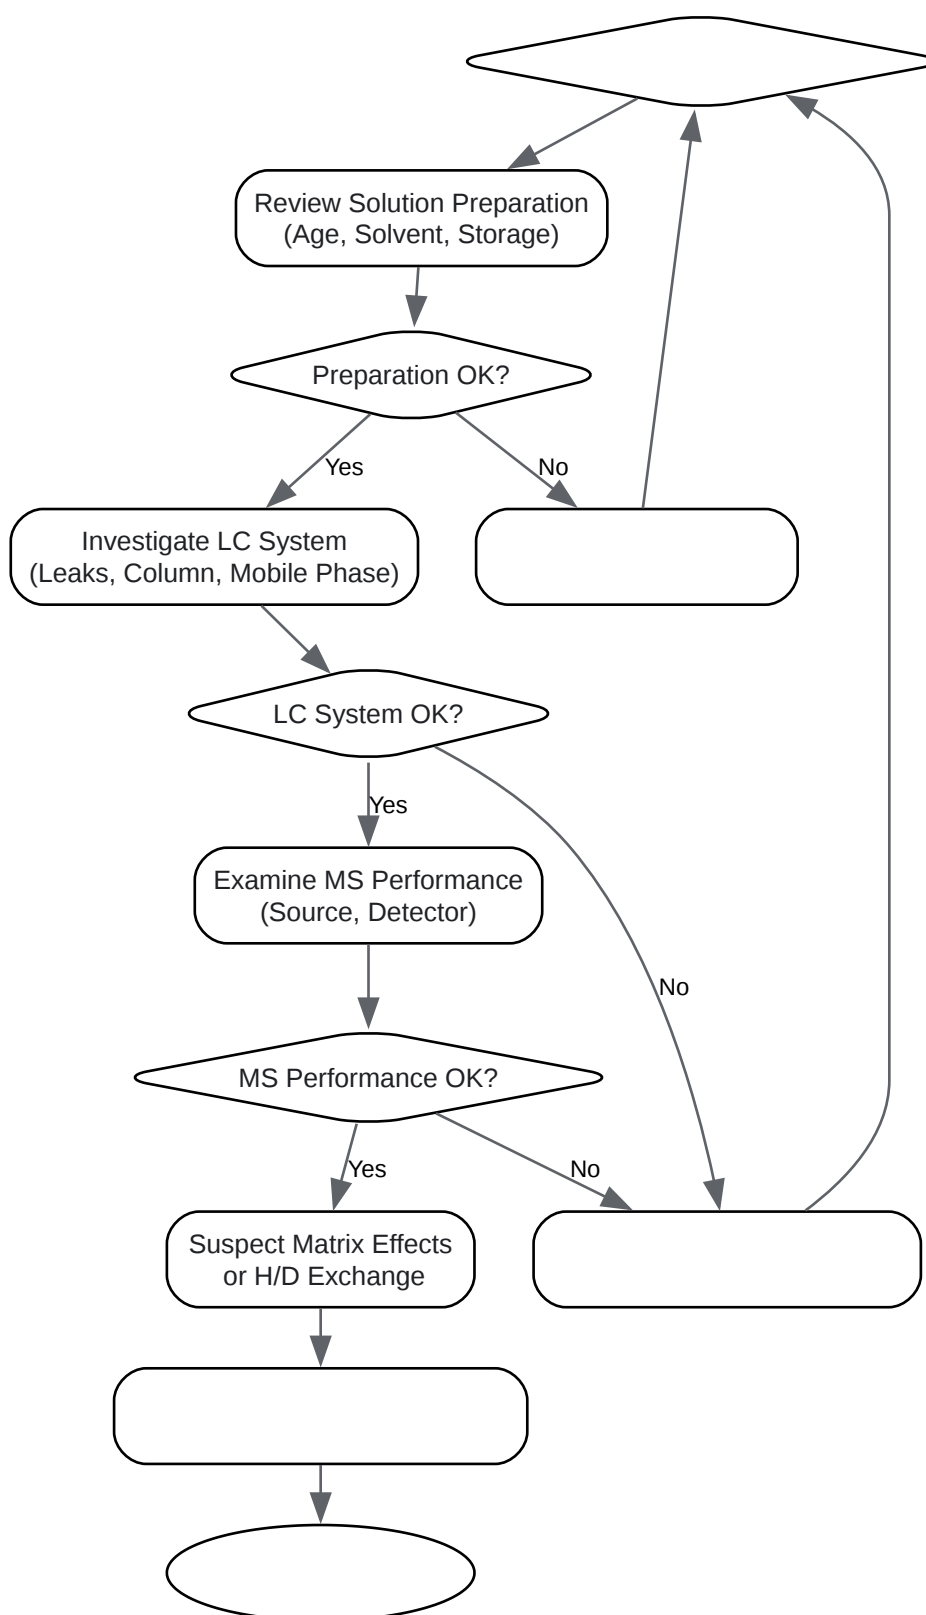 Review Solution Preparation
(Age, Solvent, Storage)
Preparation OK?
Yes
No
Investigate LC System
(Leaks, Column, Mobile Phase)
LC System OK?
Yes
Examine MS Performance
(Source, Detector)
No
MS Performance OK?
Yes
No
Suspect Matrix Effects
or H/D Exchange